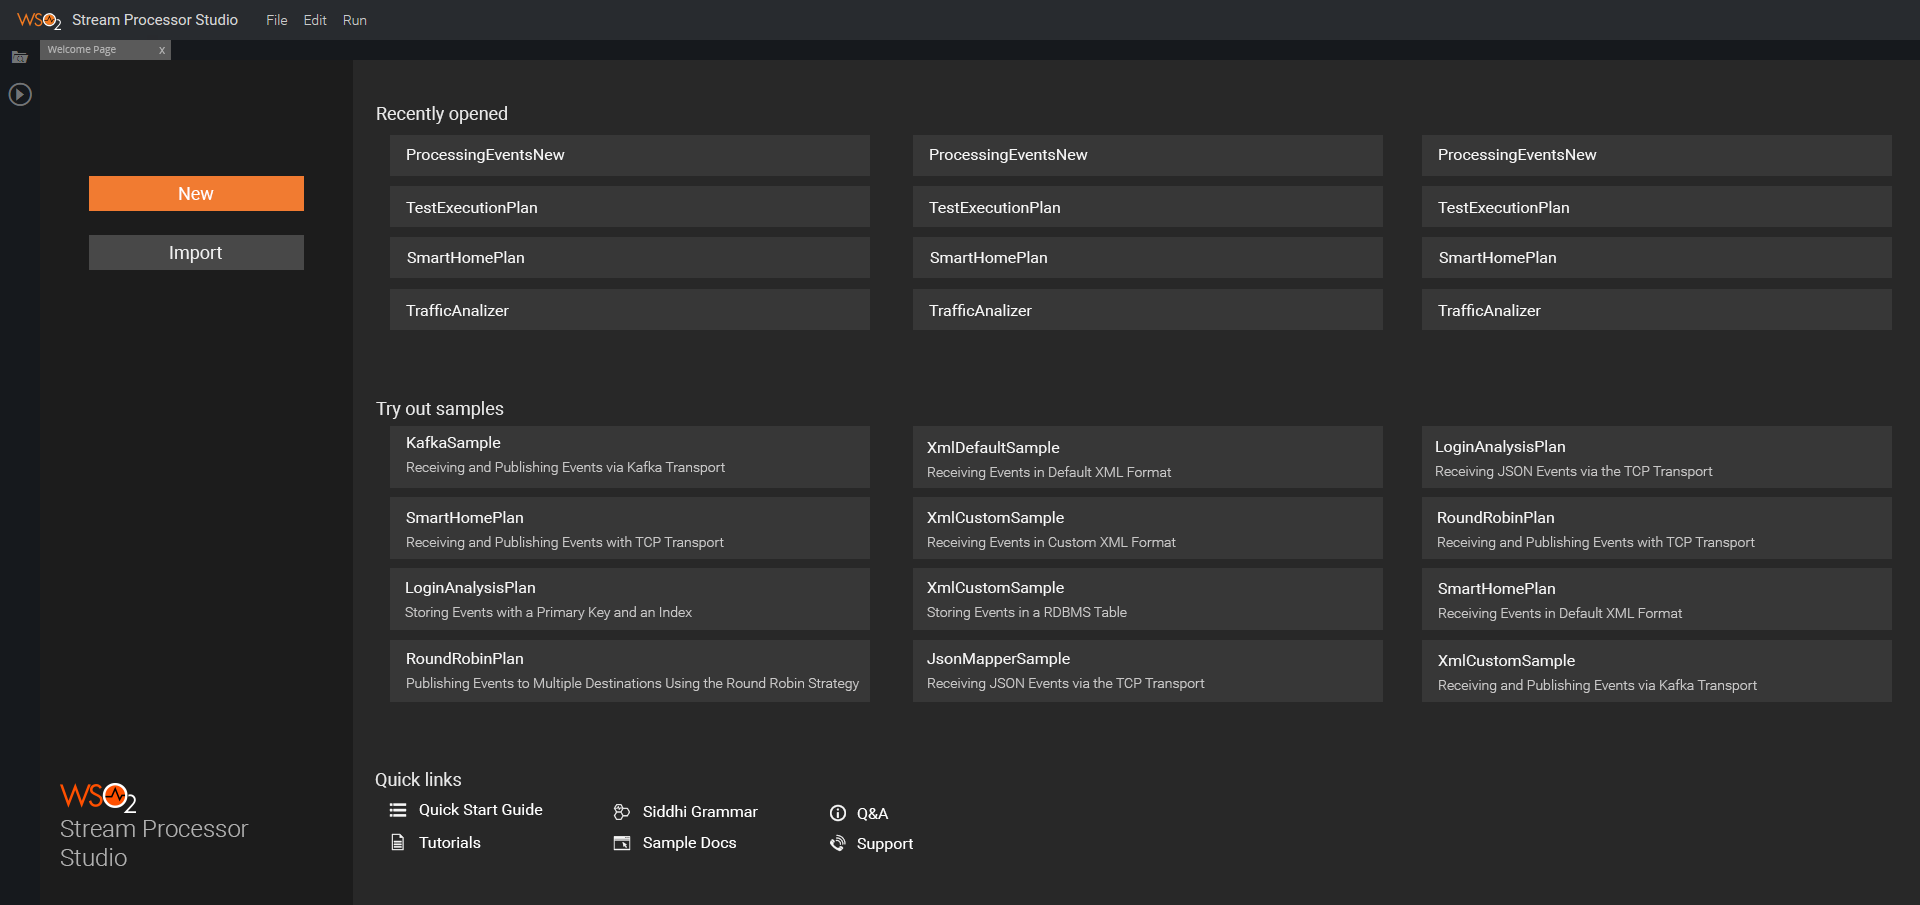 WSO2 Stream Processor Studio File Edit Run
Welcome Page x
Recently opened
ProcessingEventsNew ProcessingEventsNew ProcessingEventsNew
New
TestExecutionPlan TestExecutionPlan TestExecutionPlan
Import
SmartHomePlan SmartHomePlan SmartHomePlan
TrafficAnalizer TrafficAnalizer TrafficAnalizer
Try out samples
KafkaSample
Receiving and Publishing Events via Kafka Transport
XmlDefaultSample
Receiving Events in Default XML Format
LoginAnalysisPlan
Receiving JSON Events via the TCP Transport
SmartHomePlan
Receiving and Publishing Events with TCP Transport
XmlCustomSample
Receiving Events in Custom XML Format
RoundRobinPlan
Receiving and Publishing Events with TCP Transport
LoginAnalysisPlan
Storing Events with a Primary Key and an Index
XmlCustomSample
Storing Events in a RDBMS Table
SmartHomePlan
Receiving Events in Default XML Format
RoundRobinPlan
Publishing Events to Multiple Destinations Using the Round Robin Strategy
JsonMapperSample
Receiving JSON Events via the TCP Transport
XmlCustomSample
Receiving and Publishing Events via Kafka Transport
Quick links
Quick Start Guide Siddhi Grammar Q&A
Tutorials Sample Docs Support
WSO2
Stream Processor
Studio